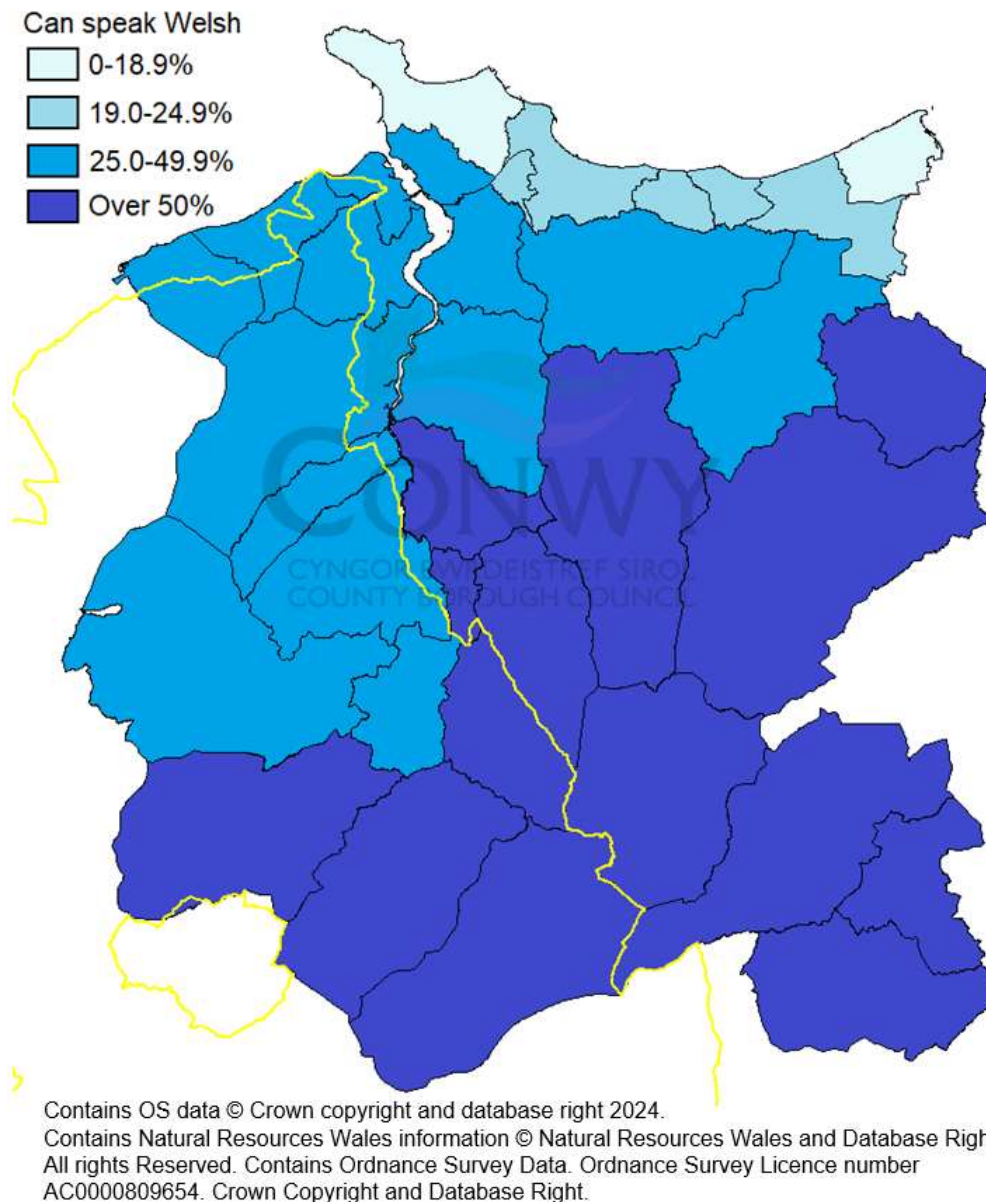 Can speak Welsh
0-18.9%
19.0-24.9%
25.0-49.9%
Over 50%
CONWY
CYNGOR BWRDEISTREF SIROL
COUNTY BOROUGH COUNCIL
Contains OS data © Crown copyright and database right 2024.
Contains Natural Resources Wales information © Natural Resources Wales and Database Righ
All rights Reserved. Contains Ordnance Survey Data. Ordnance Survey Licence number
AC0000809654. Crown Copyright and Database Right.